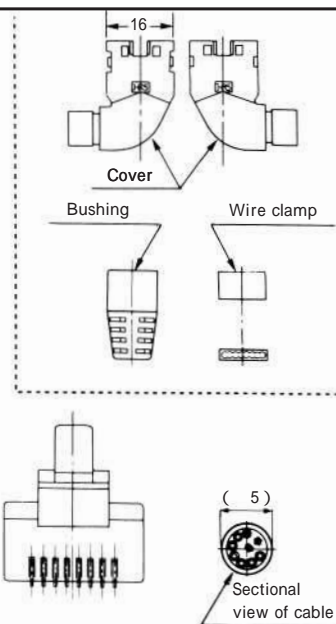 16
Cover
Bushing Wire clamp
( 5 )
Sectional
view of cable